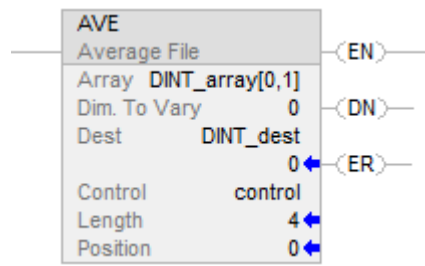 AVE
Average File
EN
Array DINT_array[0,1]
Dim. To Vary 0
DN
Dest DINT_dest
0
ER
Control control
Length 4
Position 0